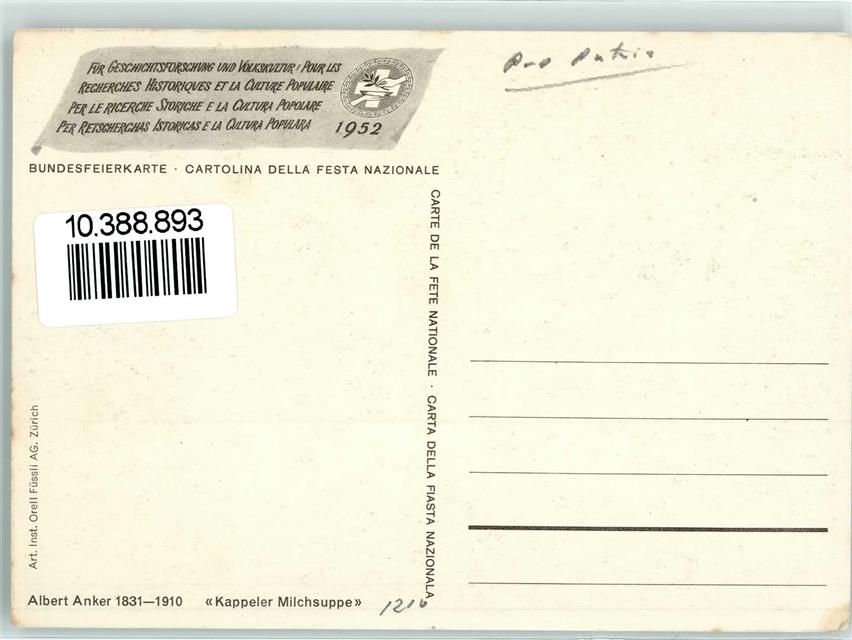 FÜR GESCHICHTSFORSCHUNG UND VOLKSKULTUR / POUR LES
RECHERCHES HISTORIQUES ET LA CULTURE POPULAIRE
PER LE RICERCHE STORICHE E LA CULTURA POPOLARE
PER RETSCHERCHAS ISTORICAS E LA CULTURA POPULARA
1952
Pro Patria
BUNDESFEIERKARTE · CARTOLINA DELLA FESTA NAZIONALE
CARTE DE LA FETE NATIONALE · CARTA DELLA FIASTA NAZIONALA
10.388.893
Art. Inst. Orell Füssli AG. Zürich
Albert Anker 1831—1910 «Kappeler Milchsuppe»
1210